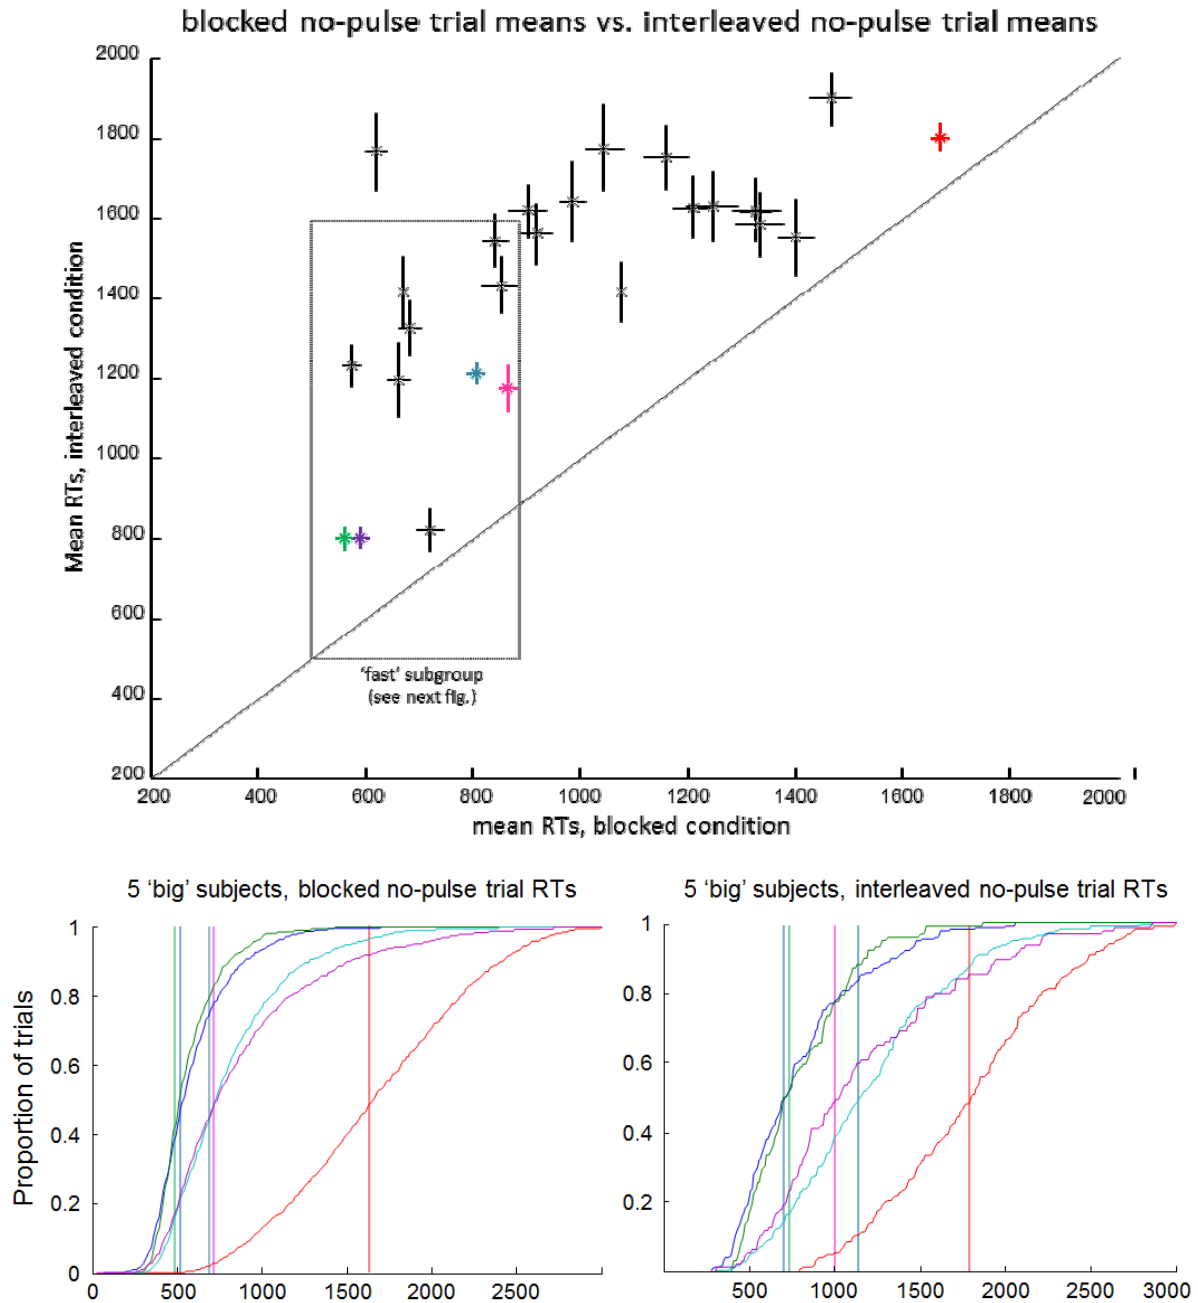 blocked no-pulse trial means vs. interleaved no-pulse trial means
2000
1800
1600
1400
1200
1000
800
600
400
200
Mean RTs, interleaved condition
'fast' subgroup
(see next fig.)
200 400 600 800 1000 1200 1400 1600 1800 2000
mean RTs, blocked condition
5 'big' subjects, blocked no-pulse trial RTs
1
0.8
0.6
0.4
0.2
0
Proportion of trials
0 500 1000 1500 2000 2500
5 'big' subjects, interleaved no-pulse trial RTs
1
0.8
0.6
0.4
0.2
500 1000 1500 2000 2500 3000